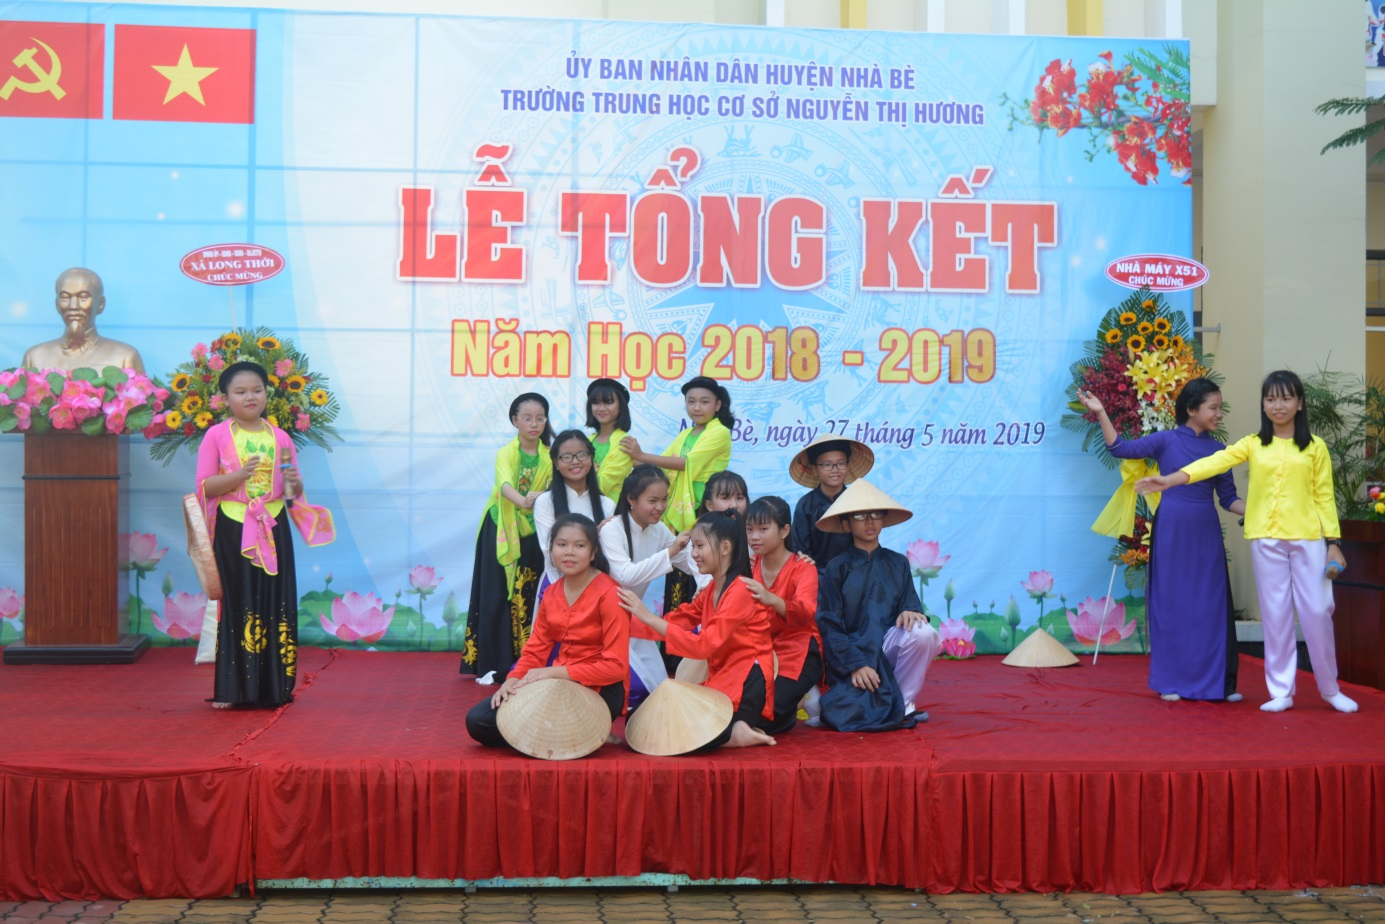 ỦY BAN NHÂN DÂN HUYỆN NHÀ BÈ
TRƯỜNG TRUNG HỌC CƠ SỞ NGUYỄN THỊ HƯƠNG
LỄ TỔNG KẾT
Năm Học 2018 - 2019
Bè, ngày 27 tháng 5 năm 2019
XÃ LONG THỚI
CHÚC MỪNG
NHÀ MÁY X51
CHÚC MỪNG